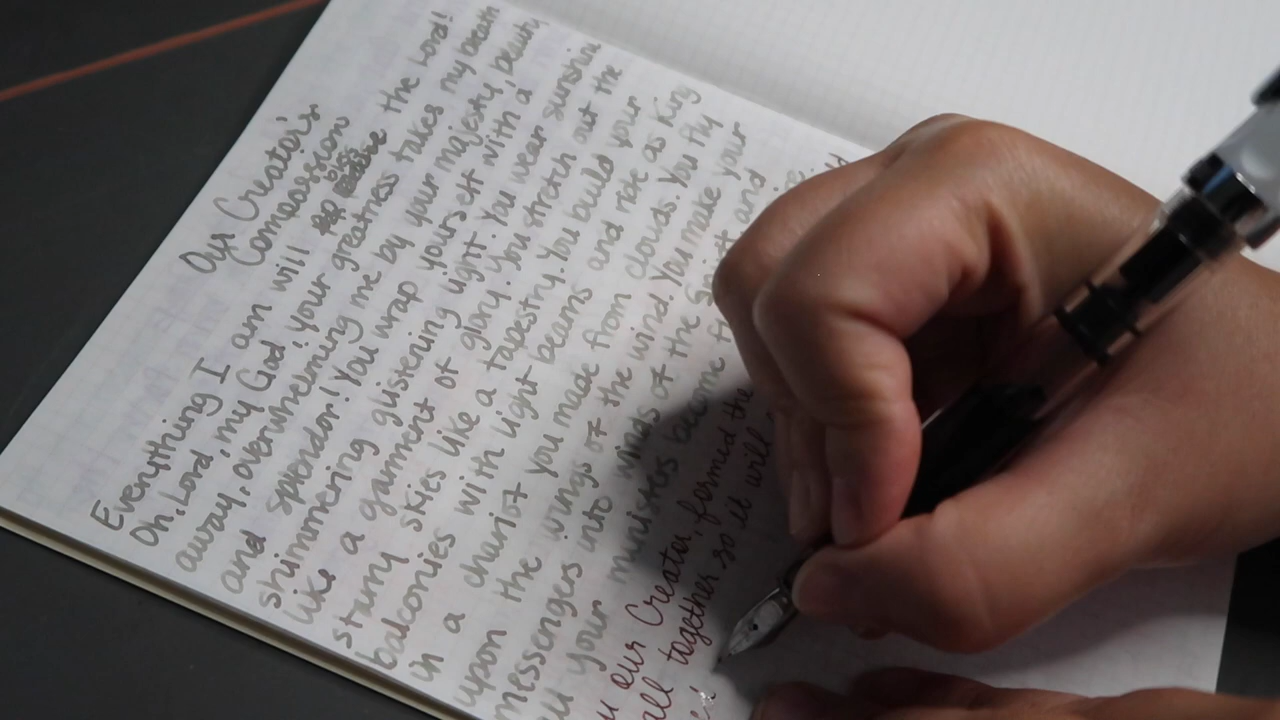 Our Creator's
Compassion
Everything I am will bless the Lord!
Oh, Lord, my God! Your greatness takes my breath
away, overwhelming me by your majesty, beauty
and splendor! You wrap yourself with a
shimmering glistening light. You wear sunshine
like a garment of glory. You stretch out the
starry skies like a tapestry. You build your
balconies with light beams and ride as King
in a chariot you made from clouds. You fly
upon the wings of the wind. You make your
messengers into winds of the Spirit and
your ministers become
our Creator, formed the
all together so it will